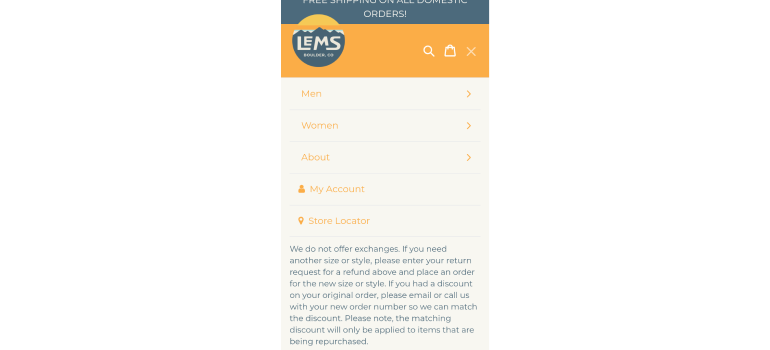 FREE SHIPPING ON ALL DOMESTIC
ORDERS!
LEMS
BOULDER, CO
Men
Women
About
My Account
Store Locator
We do not offer exchanges. If you need
another size or style, please enter your return
request for a refund above and place an order
for the new size or style. If you had a discount
on your original order, please email or call us
with your new order number so we can match
the discount. Please note, the matching
discount will only be applied to items that are
being repurchased.